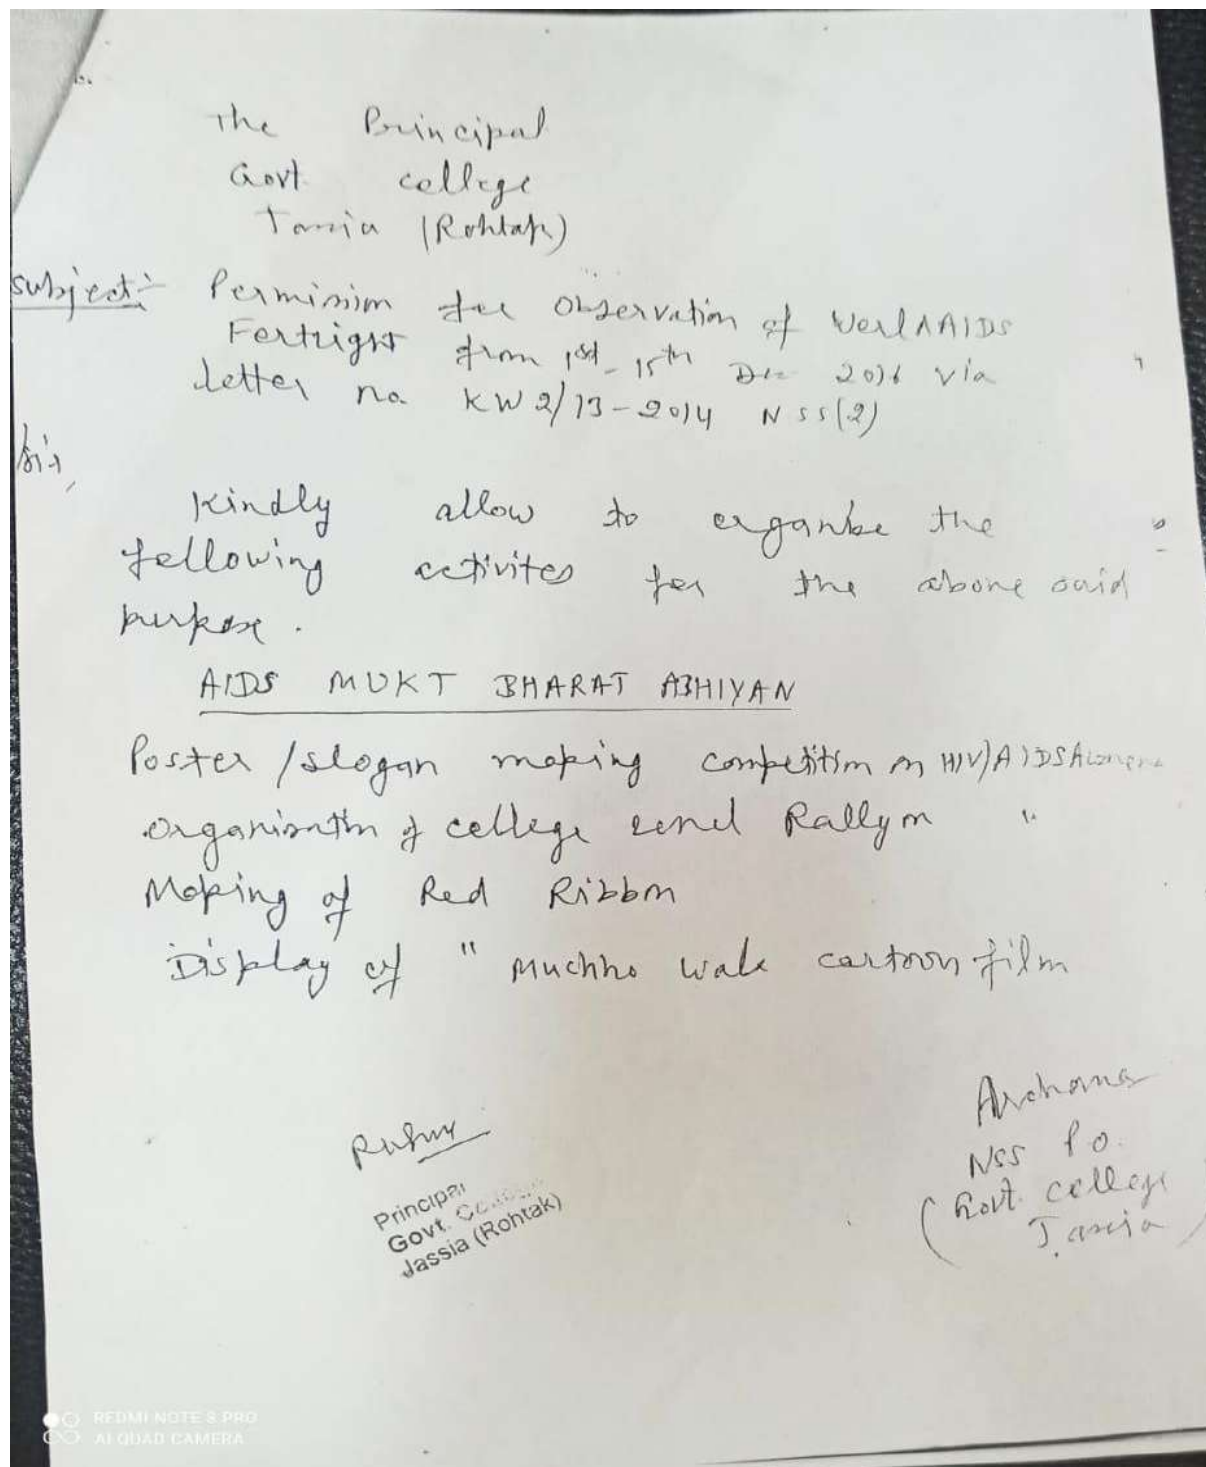 The Principal
Govt. College
Jassia (Rohtak)
Subject:- Permission for Observation of World AIDS
Fortnight from 1st - 15th Dec 2016 via
Letter no. KW2/13-2014 NSS(2)
Sir,
Kindly allow to organise the
following activites for the above said
purpose.
AIDS MUKT BHARAT ABHIYAN
Poster/slogan making competition on HIV/AIDS
Organisation of college level Rally on "
Making of Red Ribbon
Display of " Muchho wale cartoon film
Archana
NSS P.O.
(Govt. College
Jassia)
Principal
Govt. College
Jassia (Rohtak)
REDMI NOTE 8 PRO
AI QUAD CAMERA